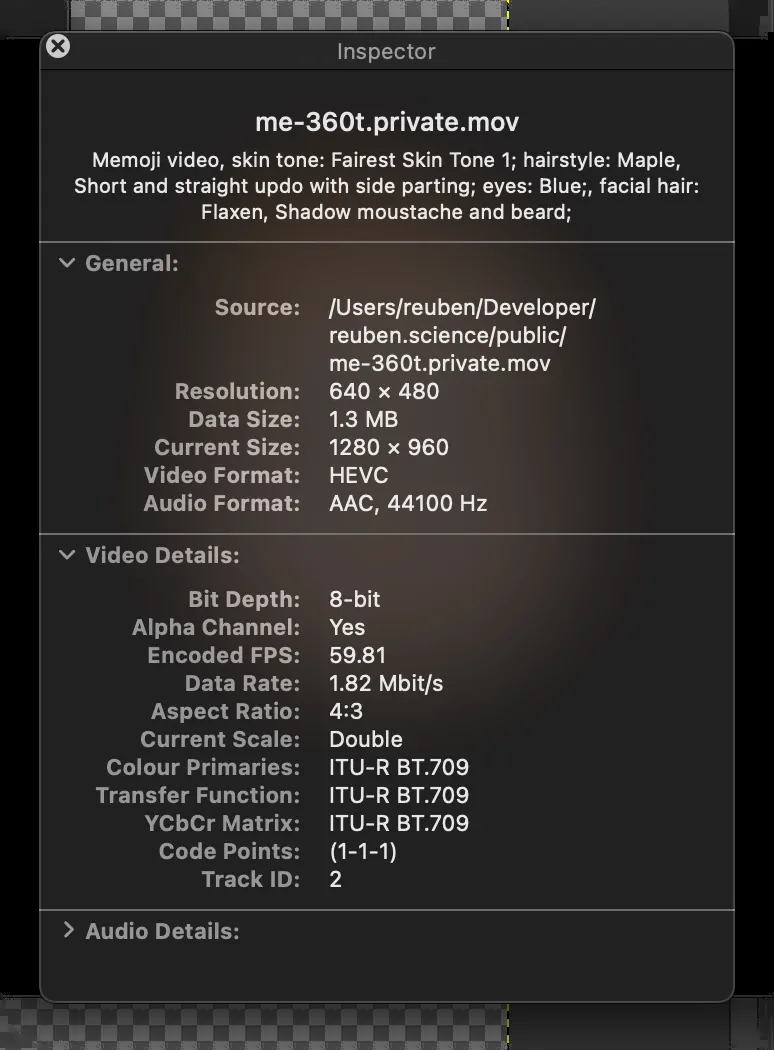 Inspector
me-360t.private.mov
Memoji video, skin tone: Fairest Skin Tone 1; hairstyle: Maple,
Short and straight updo with side parting; eyes: Blue;, facial hair:
Flaxen, Shadow moustache and beard;
General:
Source: /Users/reuben/Developer/
reuben.science/public/
me-360t.private.mov
Resolution: 640 × 480
Data Size: 1.3 MB
Current Size: 1280 × 960
Video Format: HEVC
Audio Format: AAC, 44100 Hz
Video Details:
Bit Depth: 8-bit
Alpha Channel: Yes
Encoded FPS: 59.81
Data Rate: 1.82 Mbit/s
Aspect Ratio: 4:3
Current Scale: Double
Colour Primaries: ITU-R BT.709
Transfer Function: ITU-R BT.709
YCbCr Matrix: ITU-R BT.709
Code Points: (1-1-1)
Track ID: 2
Audio Details: